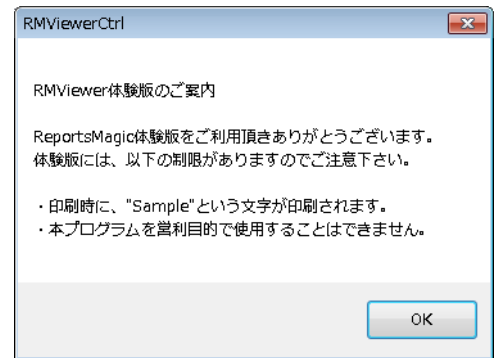 RMViewerCtrl
RMViewer体験版のご案内
ReportsMagic体験版をご利用頂きありがとうございます。
体験版には、以下の制限がありますのでご注意下さい。
・印刷時に、"Sample"という文字が印刷されます。
・本プログラムを営利目的で使用することはできません。
OK